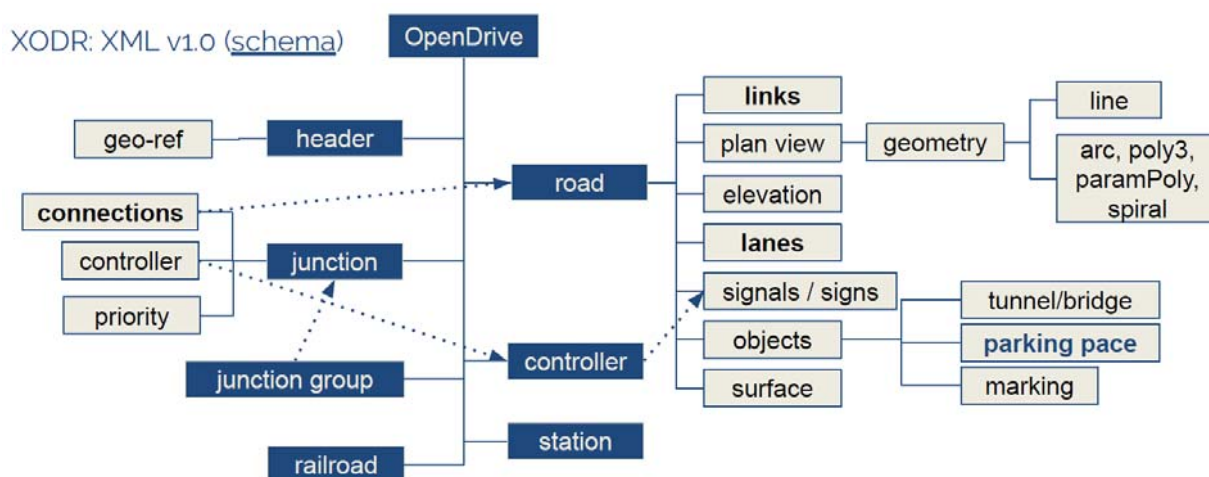 XODR: XML v1.0 (schema)
OpenDrive
geo-ref
header
connections
controller
junction
priority
junction group
railroad
road
controller
station
links
plan view
geometry
line
arc, poly3,
paramPoly,
spiral
elevation
lanes
signals / signs
objects
surface
tunnel/bridge
parking pace
marking